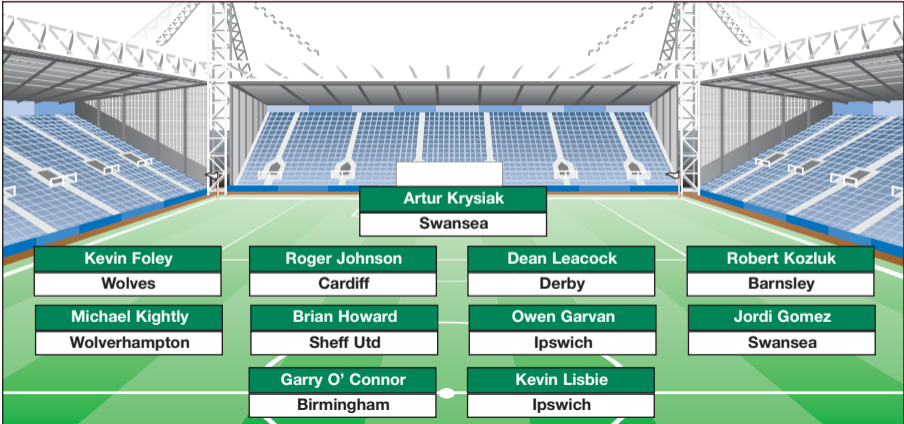 Artur Krysiak
Swansea
Kevin Foley
Wolves
Roger Johnson
Cardiff
Dean Leacock
Derby
Robert Kozluk
Barnsley
Michael Kightly
Wolverhampton
Brian Howard
Sheff Utd
Owen Garvan
Ipswich
Jordi Gomez
Swansea
Garry O’ Connor
Birmingham
Kevin Lisbie
Ipswich